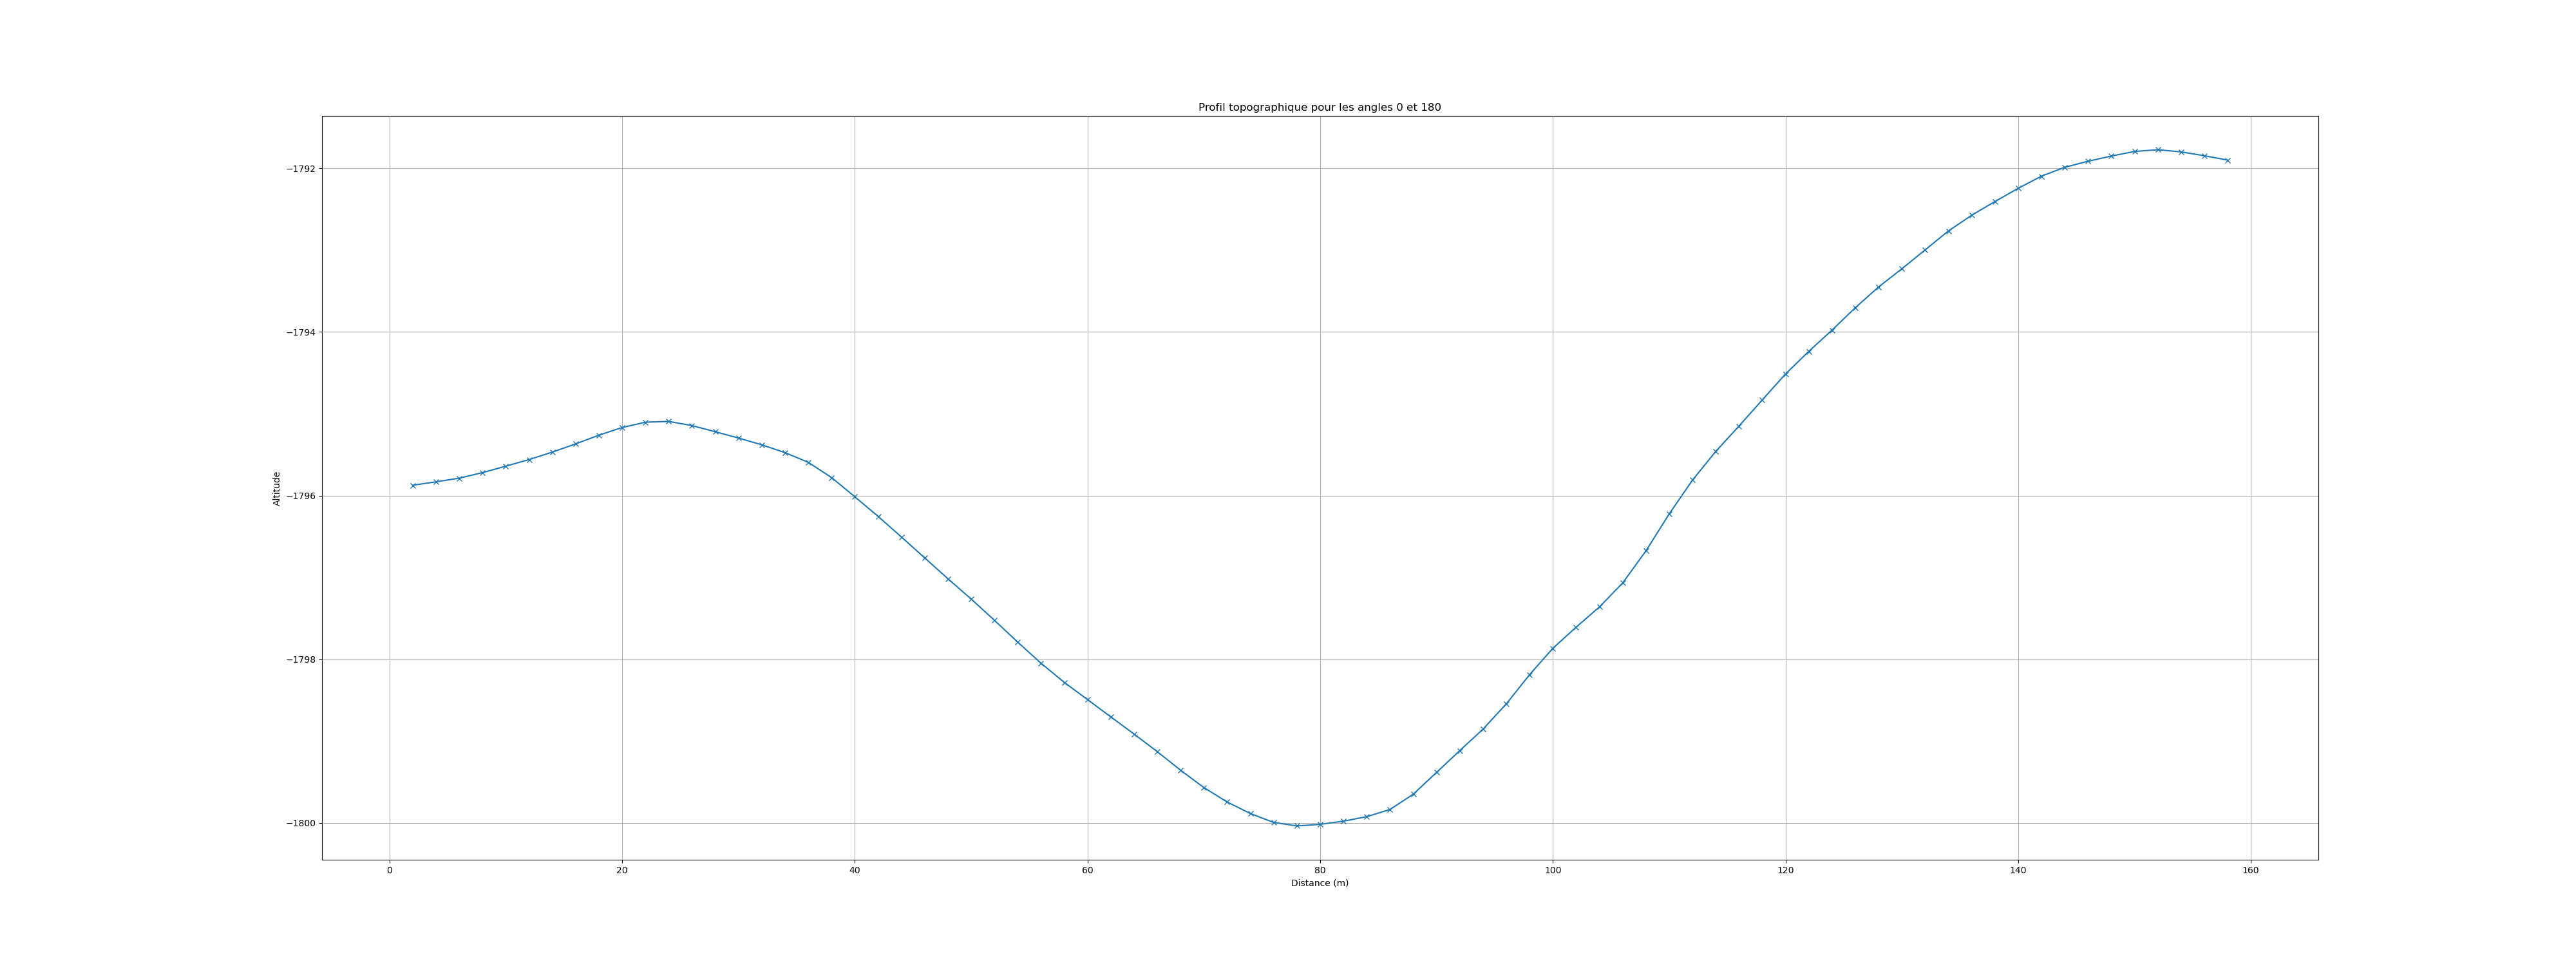 Profil topographique pour les angles 0 et 180
Altitude
−1792
−1794
−1796
−1798
−1800
0 20 40 60 80 100 120 140 160
Distance (m)